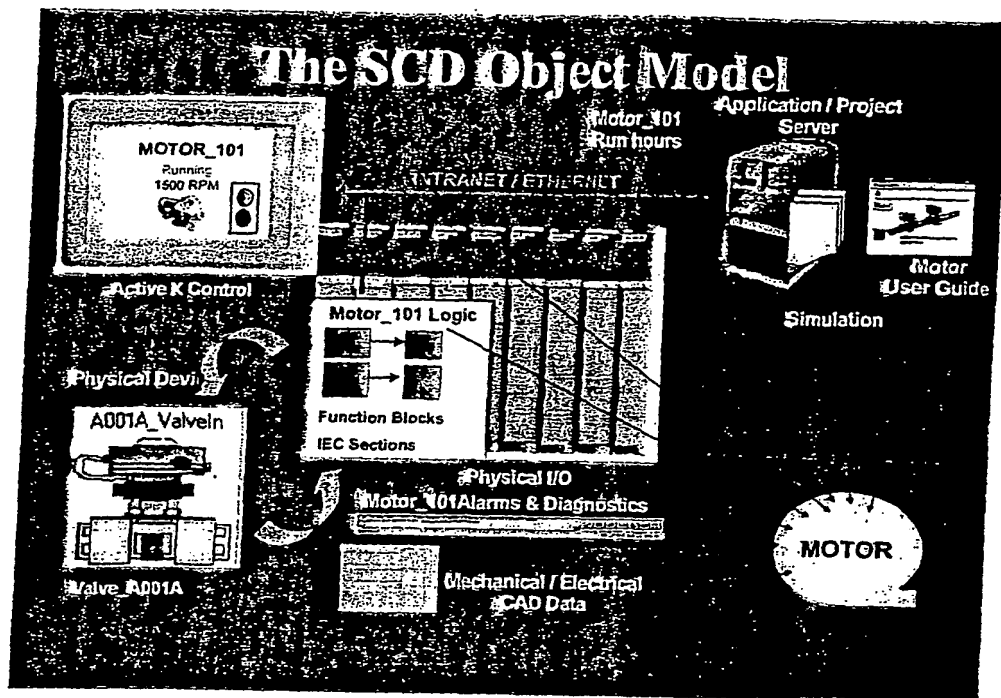 The SCD Object Model
MOTOR_101
Running
1500 RPM
Active X Control
Motor_101
Run hours
Application / Project
Server
INTRANET / ETHERNET
Motor
User Guide
Simulation
Motor_101 Logic
Function Blocks
IEC Sections
Physical I/O
Physical Devi
A001A_ValveIn
Valve_A001A
Motor_101Alarms & Diagnostics
Mechanical / Electrical
CAD Data
MOTOR